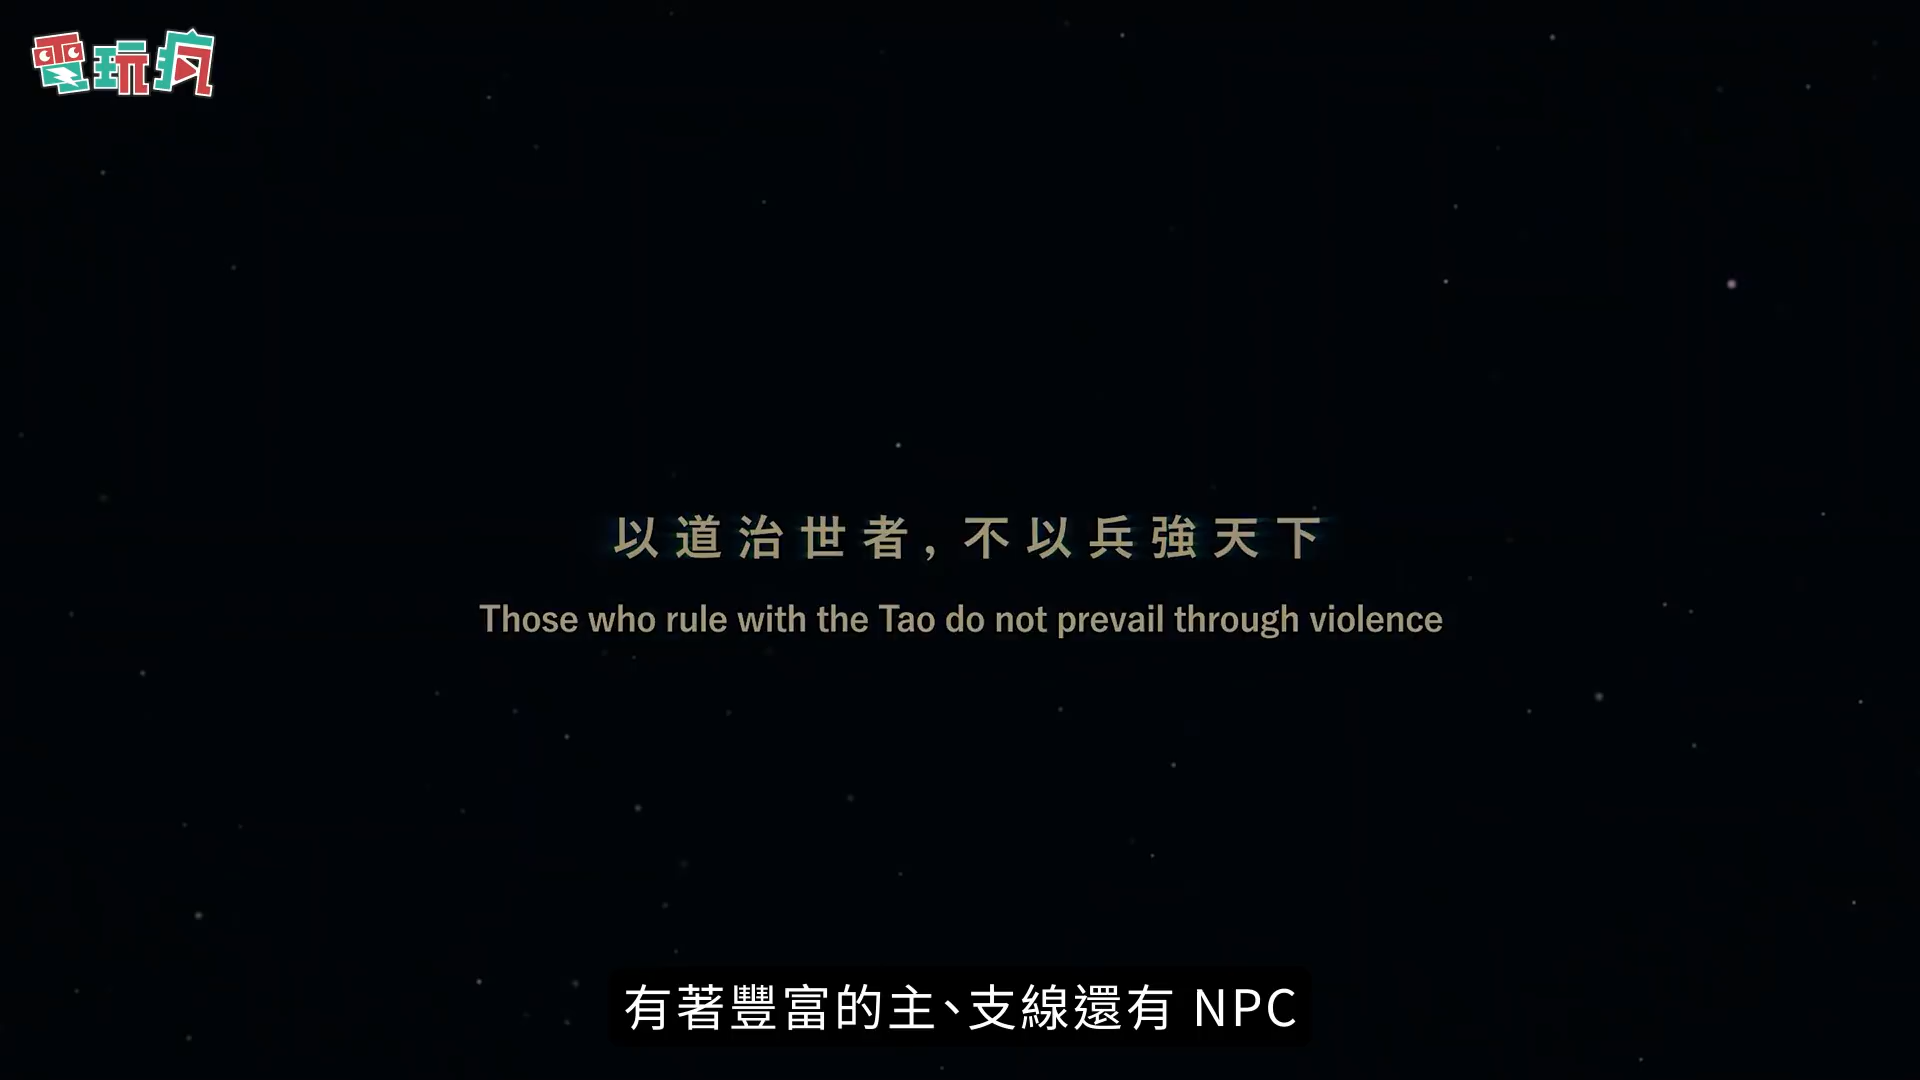 電玩瘋
以道治世者, 不以兵強天下
Those who rule with the Tao do not prevail through violence
有著豐富的主、支線還有 NPC